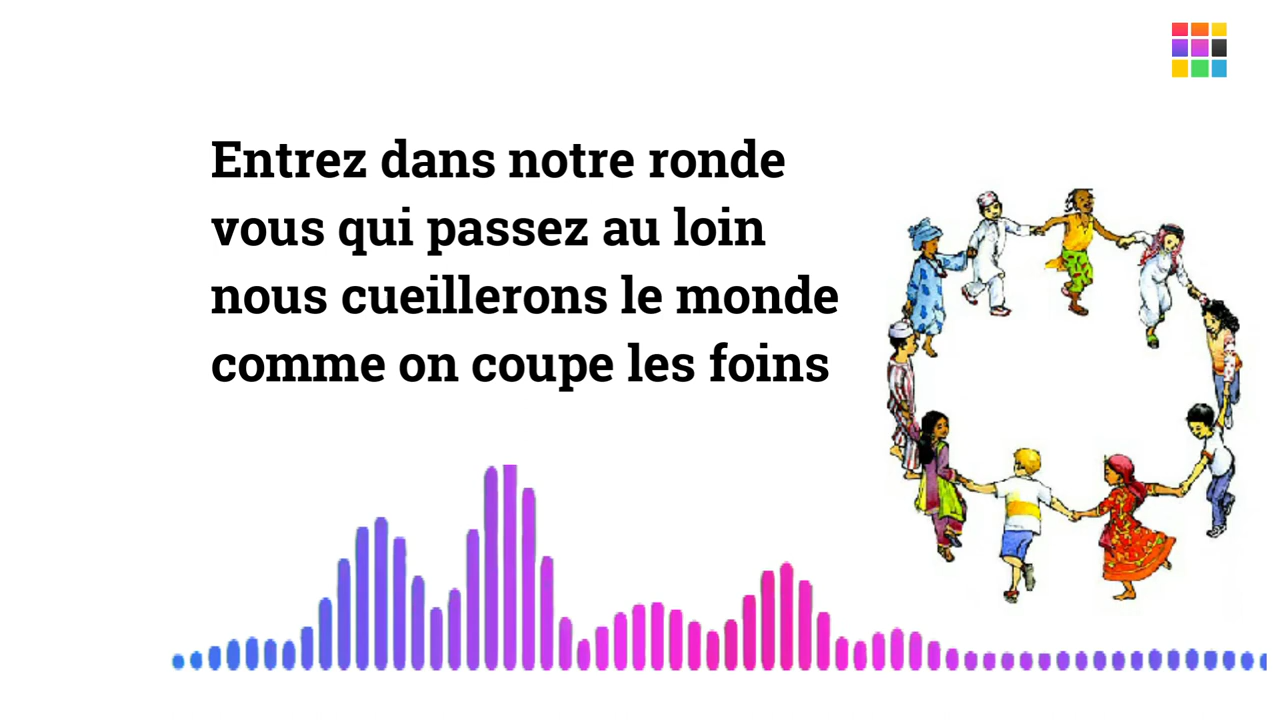 Entrez dans notre ronde
vous qui passez au loin
nous cueillerons le monde
comme on coupe les foins